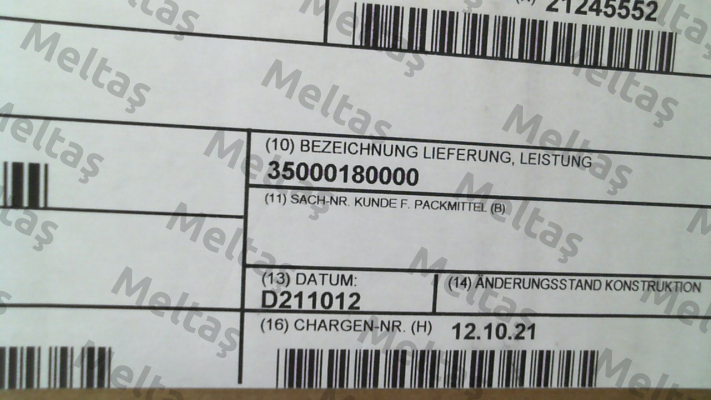 21245552
(10) BEZEICHNUNG LIEFERUNG, LEISTUNG
35000180000
(11) SACH-NR. KUNDE F. PACKMITTEL (B)
(13) DATUM:
D211012
(14) ÄNDERUNGSSTAND KONSTRUKTION
(16) CHARGEN-NR. (H) 12.10.21
Meltaş